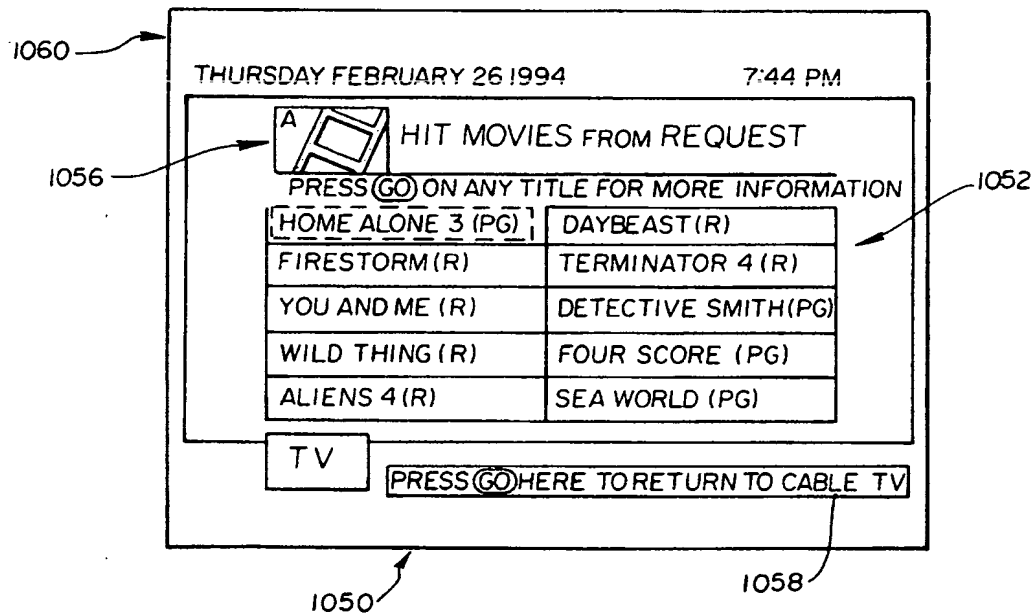 1060
THURSDAY FEBRUARY 26 1994 7:44 PM
A
HIT MOVIES FROM REQUEST
1056
PRESS GO ON ANY TITLE FOR MORE INFORMATION
1052
HOME ALONE 3 (PG) DAYBEAST (R)
FIRESTORM (R) TERMINATOR 4 (R)
YOU AND ME (R) DETECTIVE SMITH (PG)
WILD THING (R) FOUR SCORE (PG)
ALIENS 4 (R) SEA WORLD (PG)
TV
PRESS GO HERE TO RETURN TO CABLE TV
1058
1050